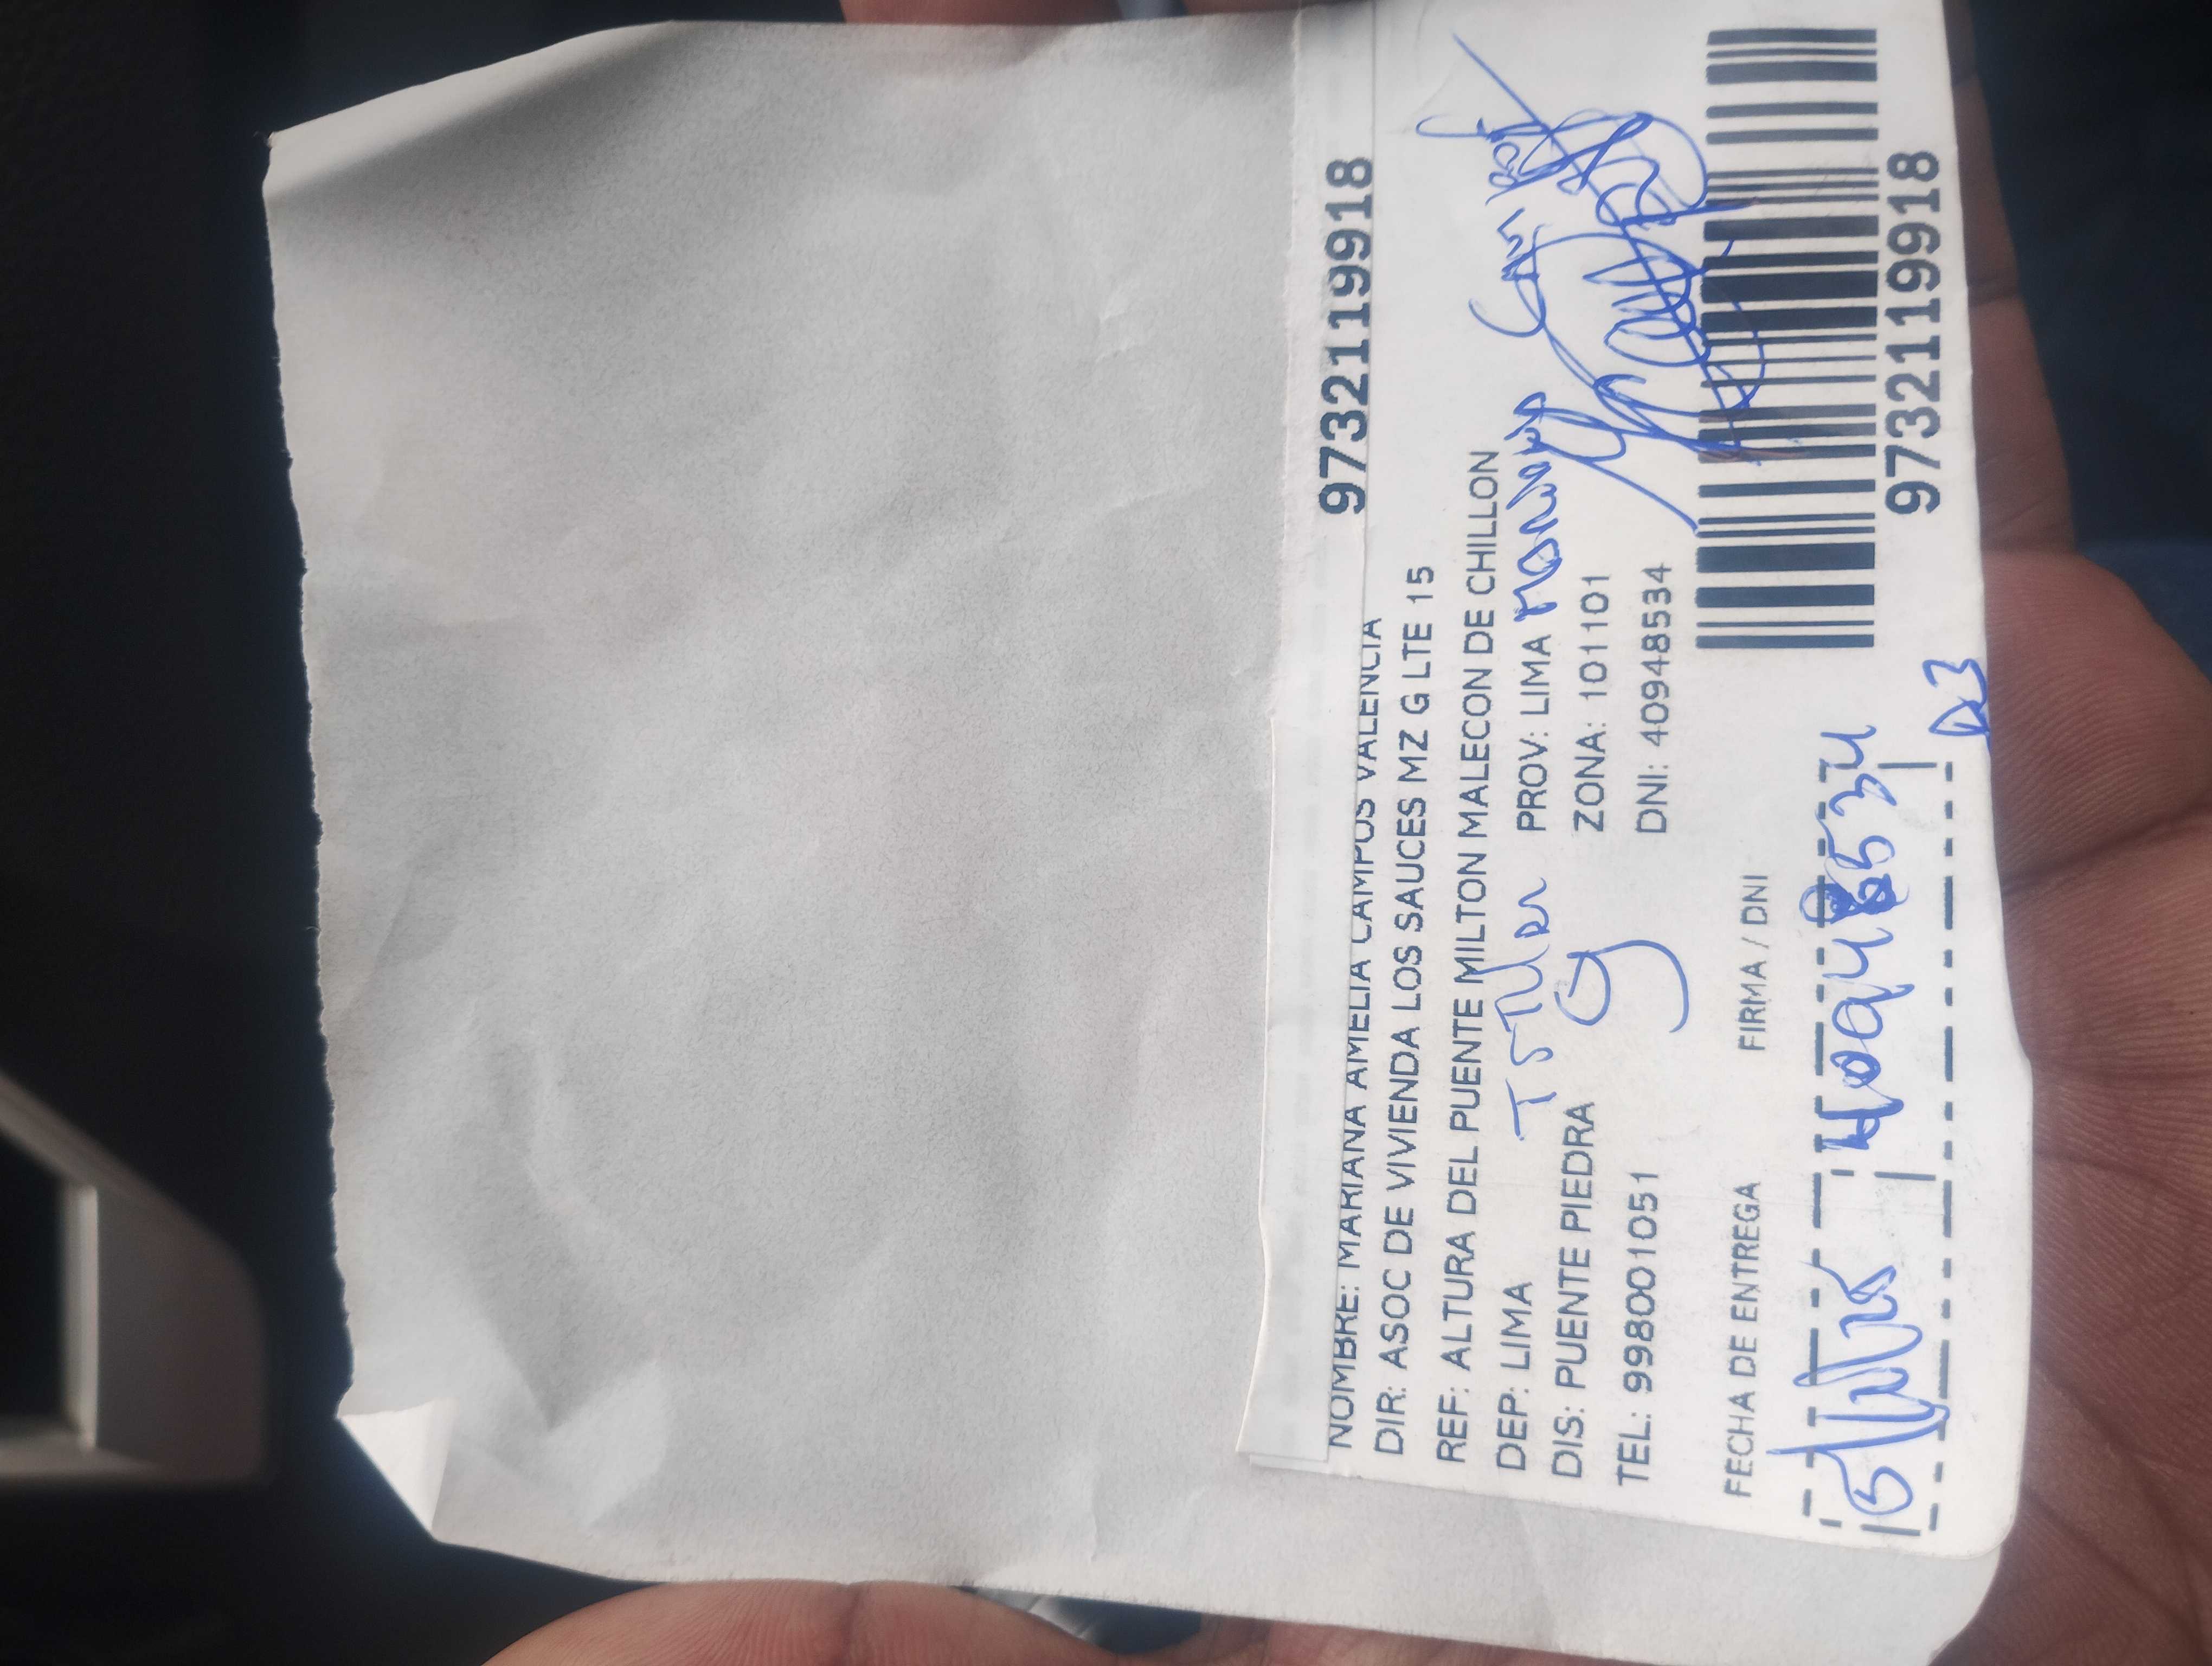 9732119918
NOMBRE: MARIANA AMELIA CAMPOS VALENCIA
DIR: ASOC DE VIVIENDA LOS SAUCES MZ G LTE 15
REF: ALTURA DEL PUENTE MILTON MALECON DE CHILLON
DEP: LIMA PROV: LIMA
DIS: PUENTE PIEDRA ZONA: 101101
TEL: 998001051 DNI: 40948534
FECHA DE ENTREGA FIRMA / DNI
40948534
9732119918